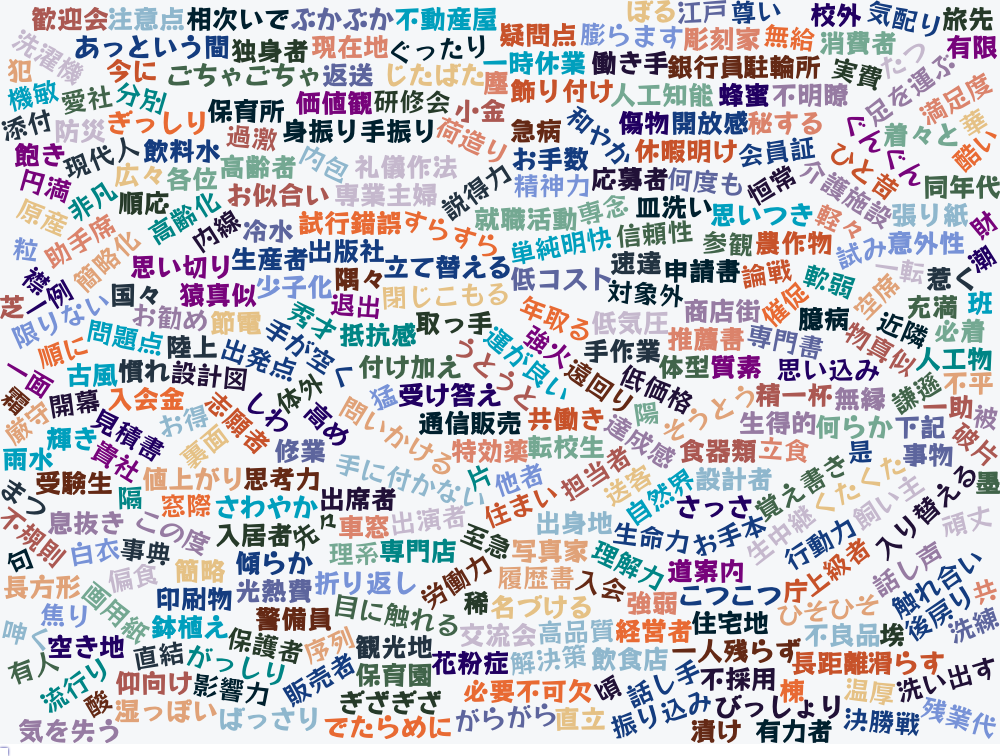 歓迎会 注意点 相次いで ぶかぶか 不動産屋 ぼる 江戸 尊い 校外 気配り 旅先
洗濯機 あっという間 独身者 現在地 ぐったり 疑問点 膨らます 彫刻家 無給 消費者 たつ 有限
犯 今に ごちゃごちゃ 返送 じたばた 一時休業 働き手 銀行員 駐輪所 実費 足を運ぶ
機敏 愛社 分別 保育所 価値観 研修会 小金 塵 飾り付け 人工知能 蜂蜜 不明瞭 満足度
添付 防災 ぎっしり 過激 身振り手振り 荷造り 急病 和やか 傷物 開放感 秘する ぐんぐん 着々と 華 酷い
飽き 現代人 飲料水 高齢者 内包 礼儀作法 お手数 休暇明け 会員証 ひと昔
円満 非凡 広々 各位 順応 お似合い 専業主婦 説得力 精神力 応募者 何度も 恒常 介護施設 同年代
原産 助手席 高齢化 内線 冷水 試行錯誤 すらすら 就職活動 専念 皿洗い 思いつき 軽々 張り紙 財
粒 簡略化 思い切り 生産者 出版社 立て替える 単純明快 信頼性 参観 農作物 試み 意外性 潮
襟 一例 国々 猿真似 少子化 隅々 低コスト 速達 申請書 論戦 軟弱 一転 惹く
芝 限りない お勧め 節電 退出 閉じこもる 対象外 商店街 催促 空席 充満 班
順に 問題点 陸上 出発点 手が空く 秀才 抵抗感 取っ手 年取る 低気圧 推薦書 専門書 臆病 物真似 近隣 必着
一面 古風 慣れ 設計図 体外 付け加え うとうと 運が良い 強火 遠回り 手作業 体型 質素 思い込み 人工物
霜 厳守 開幕 入会金 お得 志願者 しわ 高め 猛 受け答え 低価格 陽 そうとう 精一杯 無縁 謙遜 不平 一助 被
輝き 見積書 裏面 問いかける 通信販売 共働き 達成感 生得的 何らか 下記 破片
雨水 貴社 修業 特効薬 転校生 食器類 立食 是 事物
まつ 受験生 隔 値上がり 思考力 手に付かない 片 他者 担当者 送客 自然界 設計者 覚え書き くたくた 墨
不規則 息抜き この度 窓際 さわやか 出席者 住まい さっさ 飼い主 入り替える 頑丈
句 白衣 事典 入居者 先々 車窓 出演者 至急 出身地 生命力 お手本 生中継 行動力 話し声
長方形 偏食 簡略 傾らか 理系 専門店 写真家 理解力 道案内 上級者 触れ合い
焦り 画用紙 印刷物 光熱費 折り返し 労働力 履歴書 入会 強弱 こつこつ 庁 後戻り 共
呻く 空き地 鉢植え 保護者 警備員 目に触れる 稀 名づける 経営者 住宅地 ひそひそ 不良品 埃 洗練
有人 流行り 直結 がっしり 序列 観光地 花粉症 交流会 高品質 解決策 飲食店 一人残らず 長距離 滑らす
酸 仰向け 影響力 販売者 保育園 ぎざぎざ 必要不可欠 頃 話し手 不採用 棟 温厚 洗い出す
気を失う 湿っぽい ばっさり でたらめに がらがら 直立 振り込み びっしょり 漬け 有力者 決勝戦 残業代